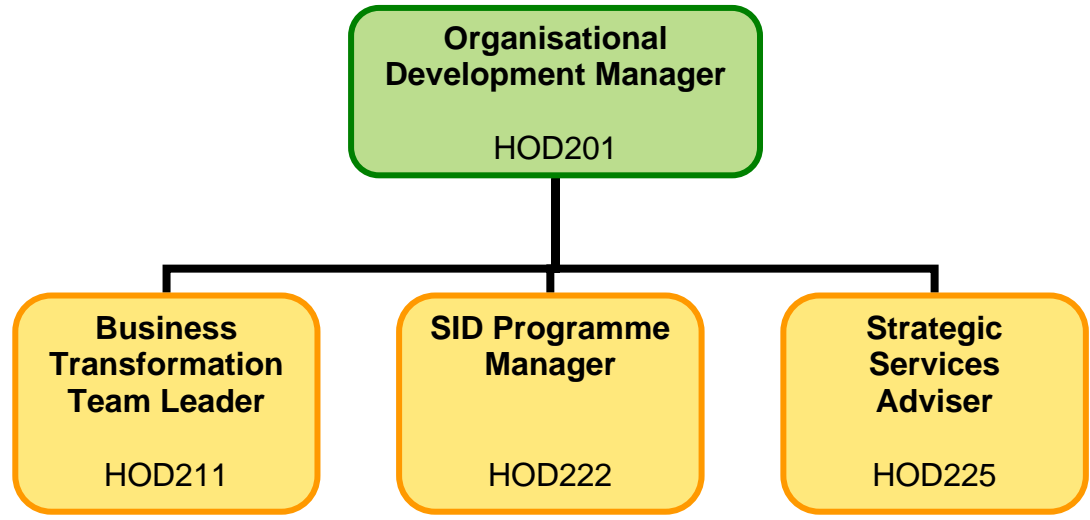 Organisational
Development Manager
HOD201
Business
Transformation
Team Leader
HOD211
SID Programme
Manager
HOD222
Strategic
Services
Adviser
HOD225